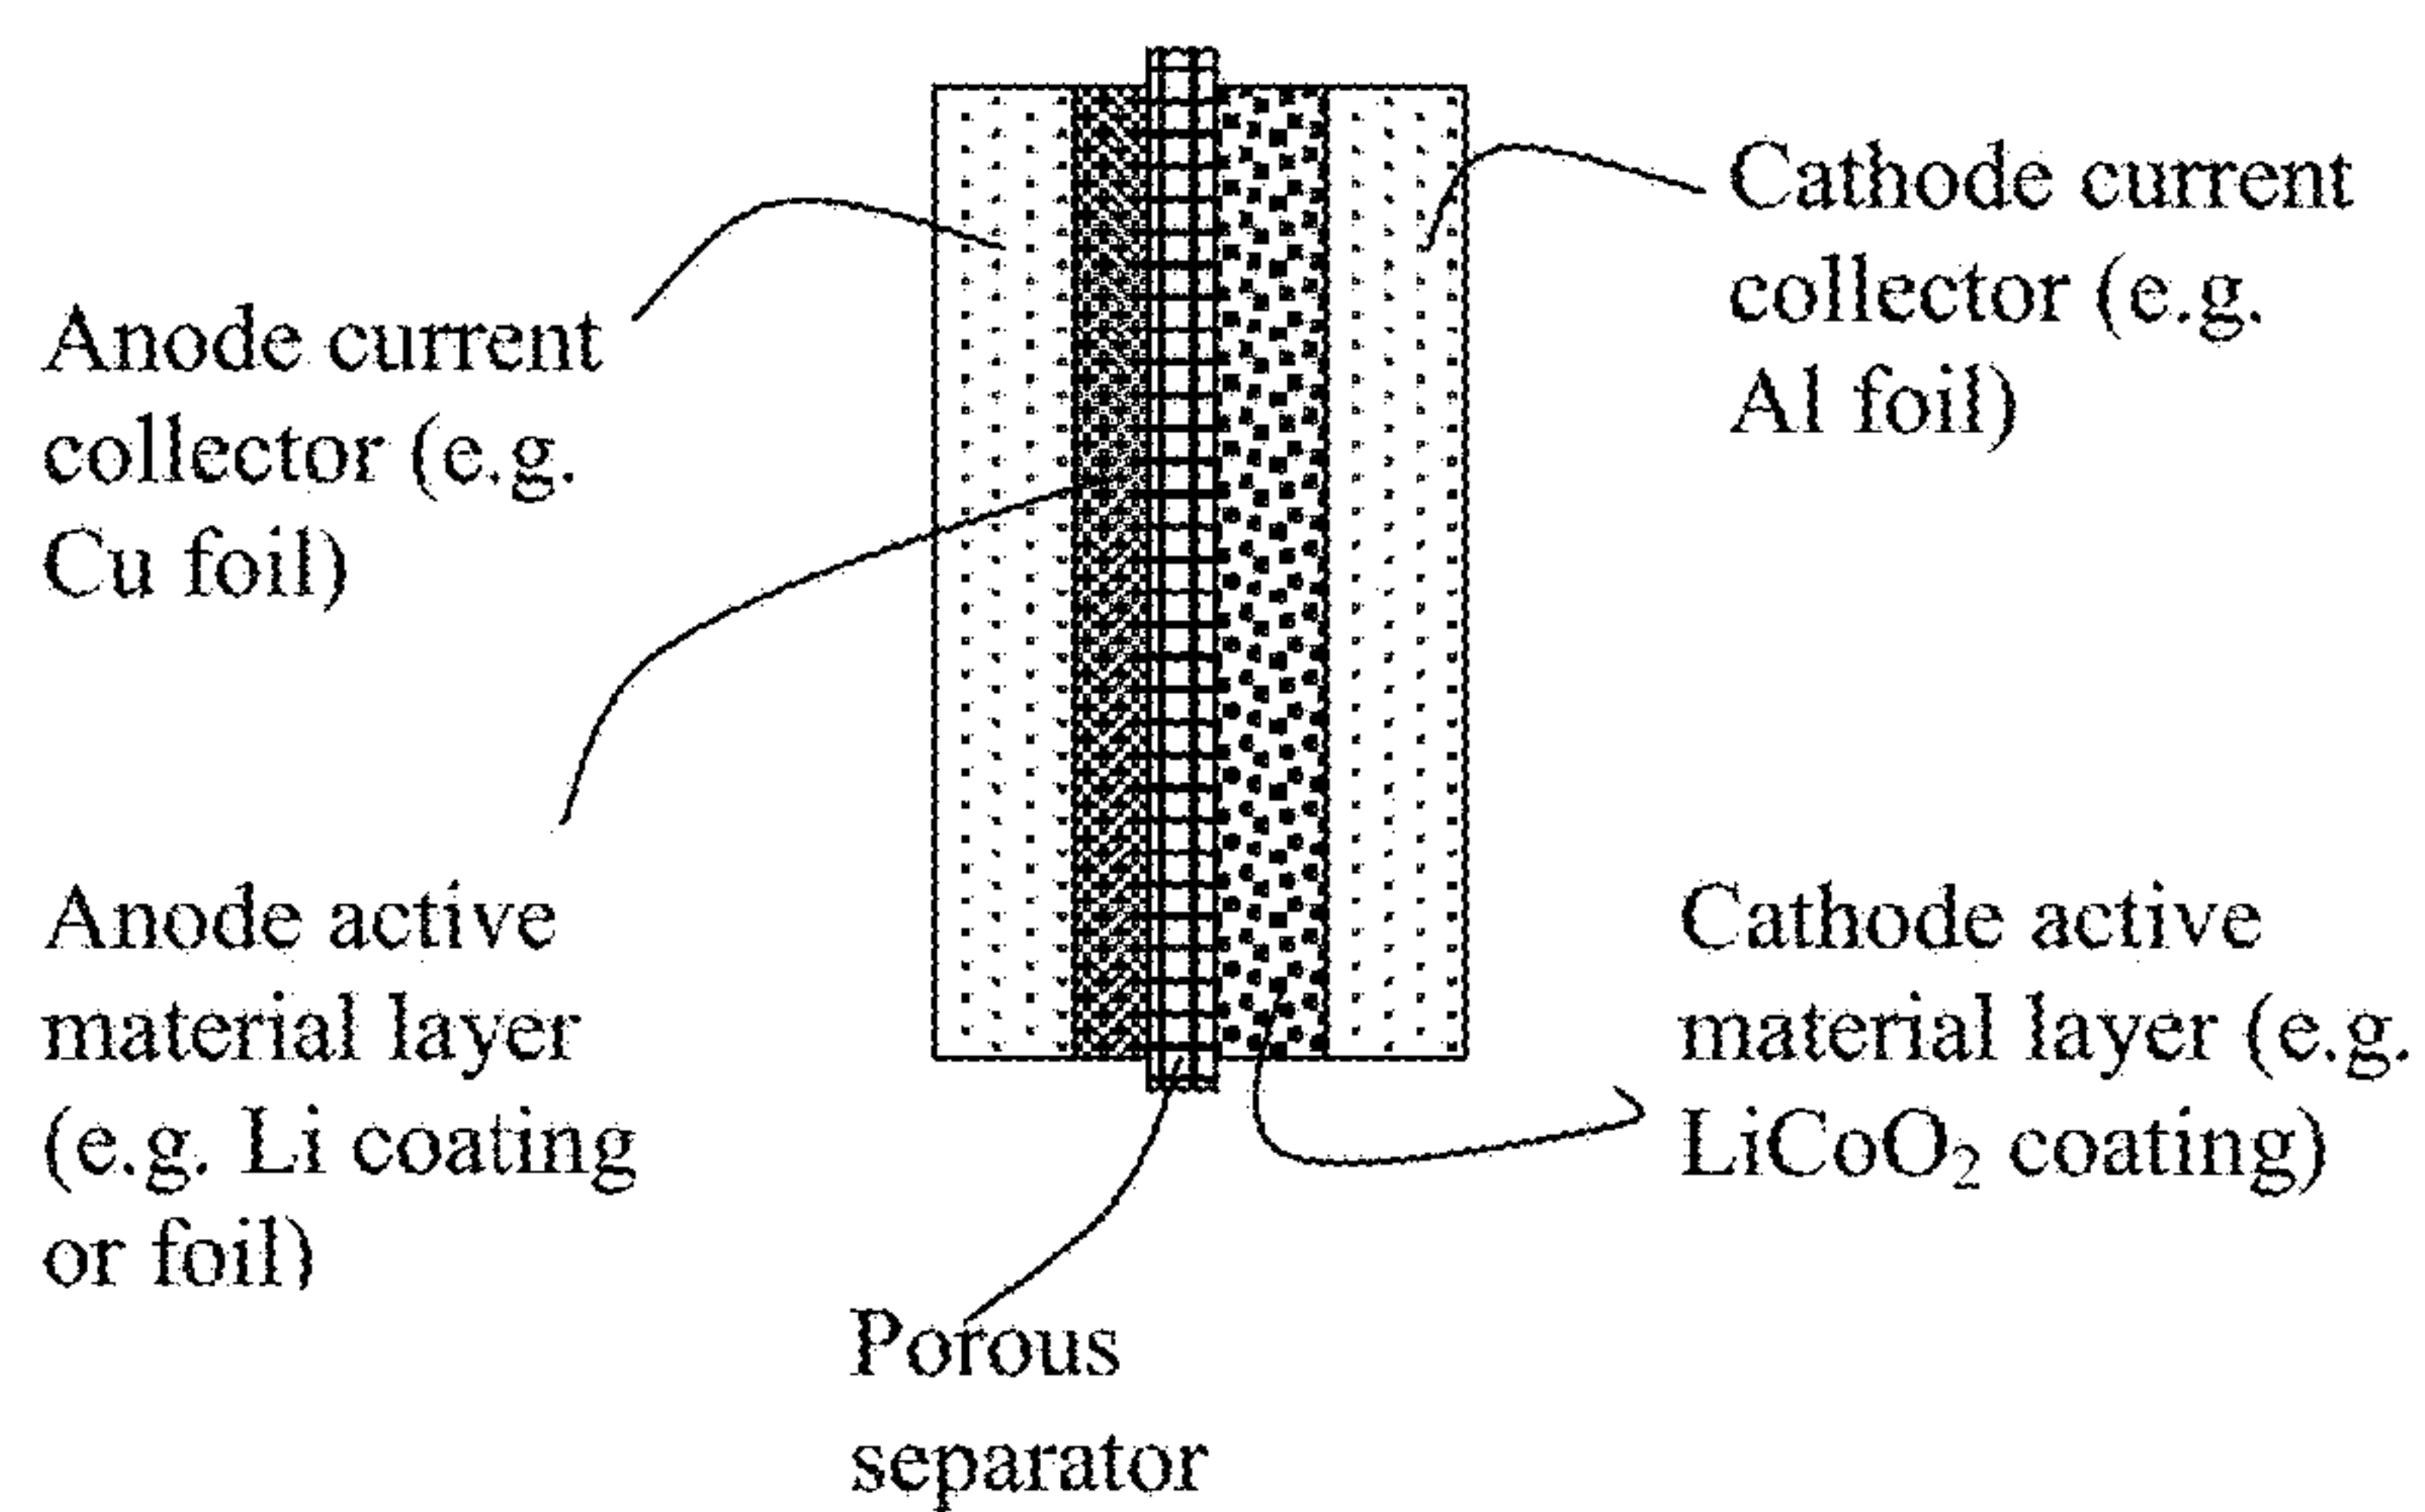 Anode current
collector (e.g.
Cu foil)
Cathode current
collector (e.g.
Al foil)
Anode active
material layer
(e.g. Li coating
or foil)
Cathode active
material layer (e.g.
LiCoO₂ coating)
Porous
separator